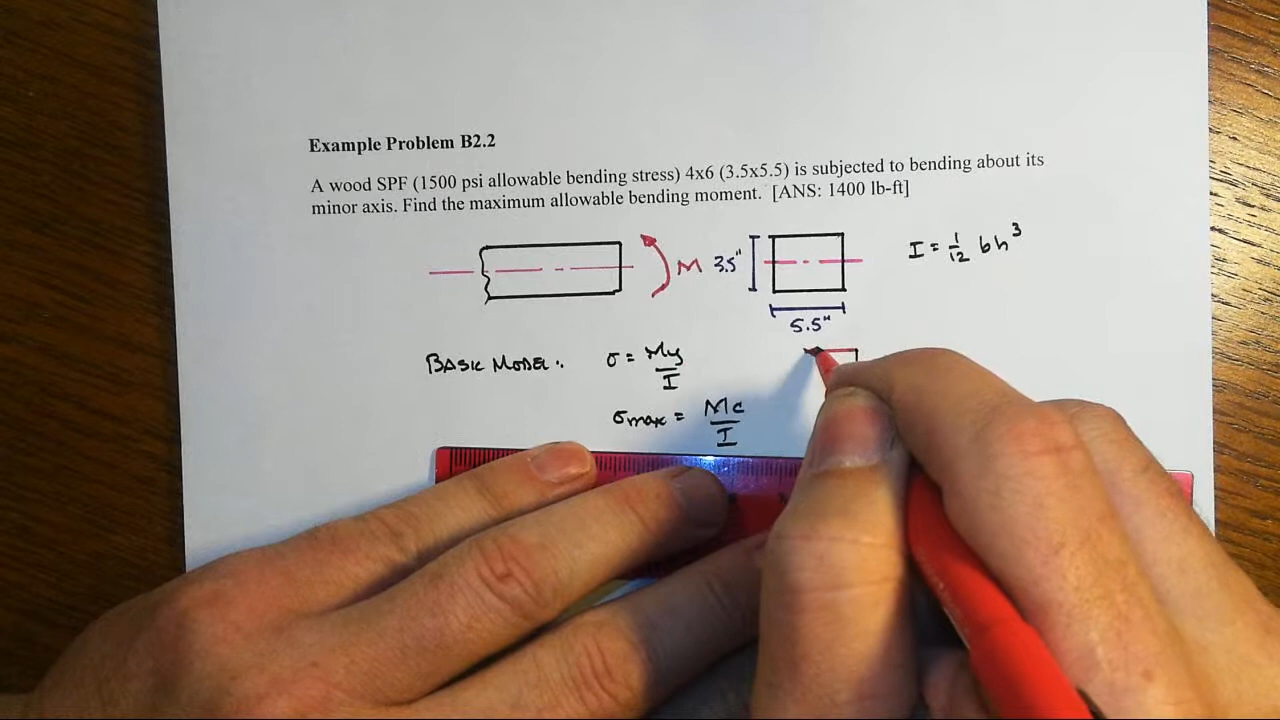 Example Problem B2.2
A wood SPF (1500 psi allowable bending stress) 4x6 (3.5x5.5) is subjected to bending about its
minor axis. Find the maximum allowable bending moment. [ANS: 1400 lb-ft]
M 3.5" I = 1/12 bh³
5.5"
BASIC MODEL: σ = My/I
σmax = Mc/I